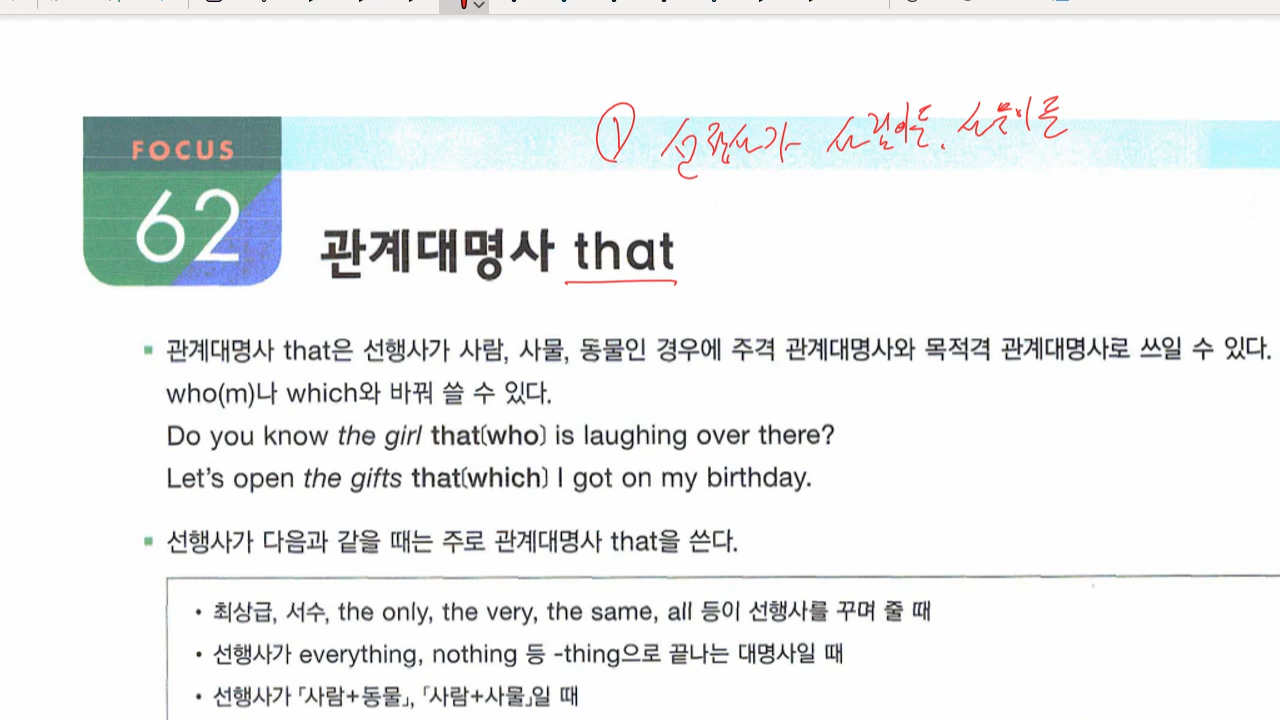 ① 선행사가 사람이든. 사물이든
FOCUS
62
관계대명사 that
▪ 관계대명사 that은 선행사가 사람, 사물, 동물인 경우에 주격 관계대명사와 목적격 관계대명사로 쓰일 수 있다.
who(m)나 which와 바꿔 쓸 수 있다.
Do you know the girl that(who) is laughing over there?
Let's open the gifts that(which) I got on my birthday.
▪ 선행사가 다음과 같을 때는 주로 관계대명사 that을 쓴다.
• 최상급, 서수, the only, the very, the same, all 등이 선행사를 꾸며 줄 때
• 선행사가 everything, nothing 등 -thing으로 끝나는 대명사일 때
• 선행사가 「사람+동물」, 「사람+사물」일 때